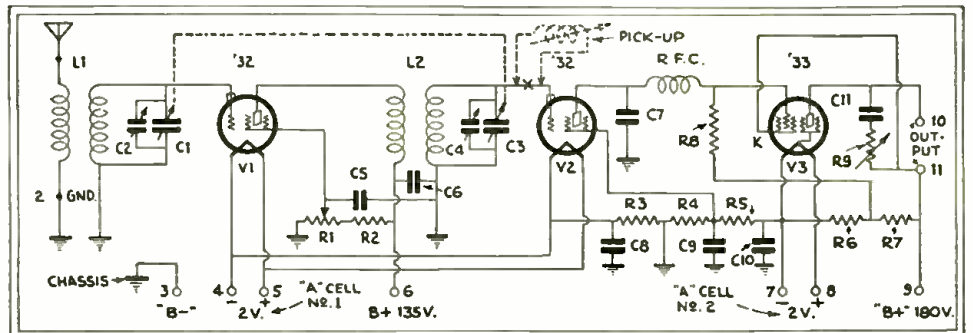 PICK-UP
L1
'32
L2
'32
R.F.C.
'33
C11
C2
C1
C4
C3
C7
R8
K
R9
10
OUT-
PUT
11
V1
V2
V3
2
GND.
C5
C6
R1
R2
R3
R4
R5
R6
R7
C8
C9
C10
CHASSIS
3
4
5
6
7
8
9
"B-"
-
+
2V.
"A" CELL
Nº.1
B+ 135V.
"A" CELL
Nº.2
-
+
2V.
"B+" 180V.